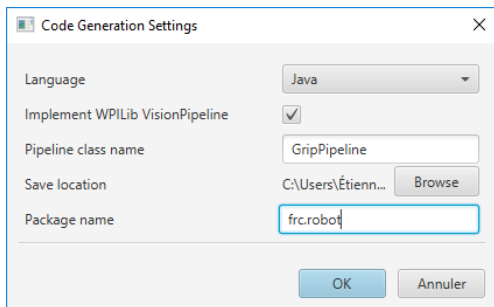 Code Generation Settings
Language Java
Implement WPILib VisionPipeline
Pipeline class name GripPipeline
Save location C:\Users\Étienn... Browse
Package name frc.robot
OK Annuler